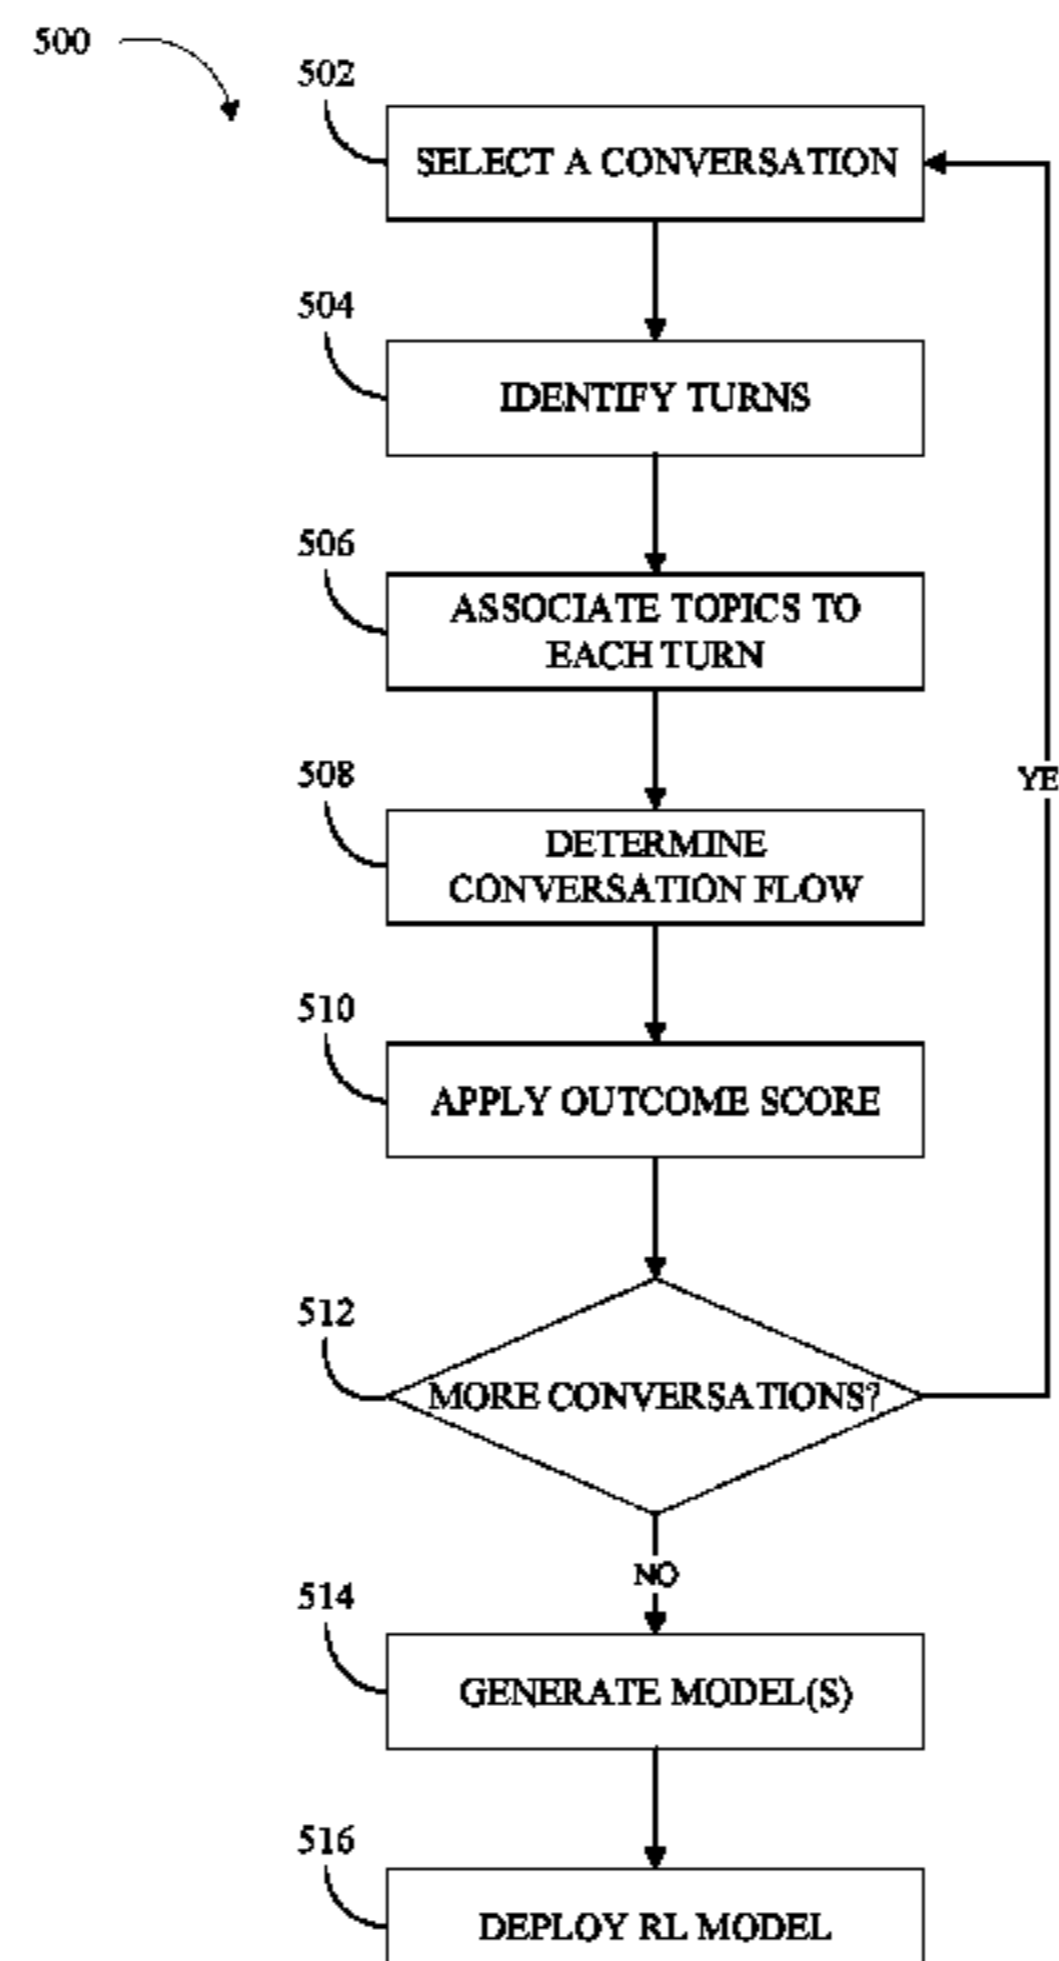 500
502
SELECT A CONVERSATION
504
IDENTIFY TURNS
506
ASSOCIATE TOPICS TO
EACH TURN
508
DETERMINE
CONVERSATION FLOW
YE
510
APPLY OUTCOME SCORE
512
MORE CONVERSATIONS?
NO
514
GENERATE MODEL(S)
516
DEPLOY RL MODEL